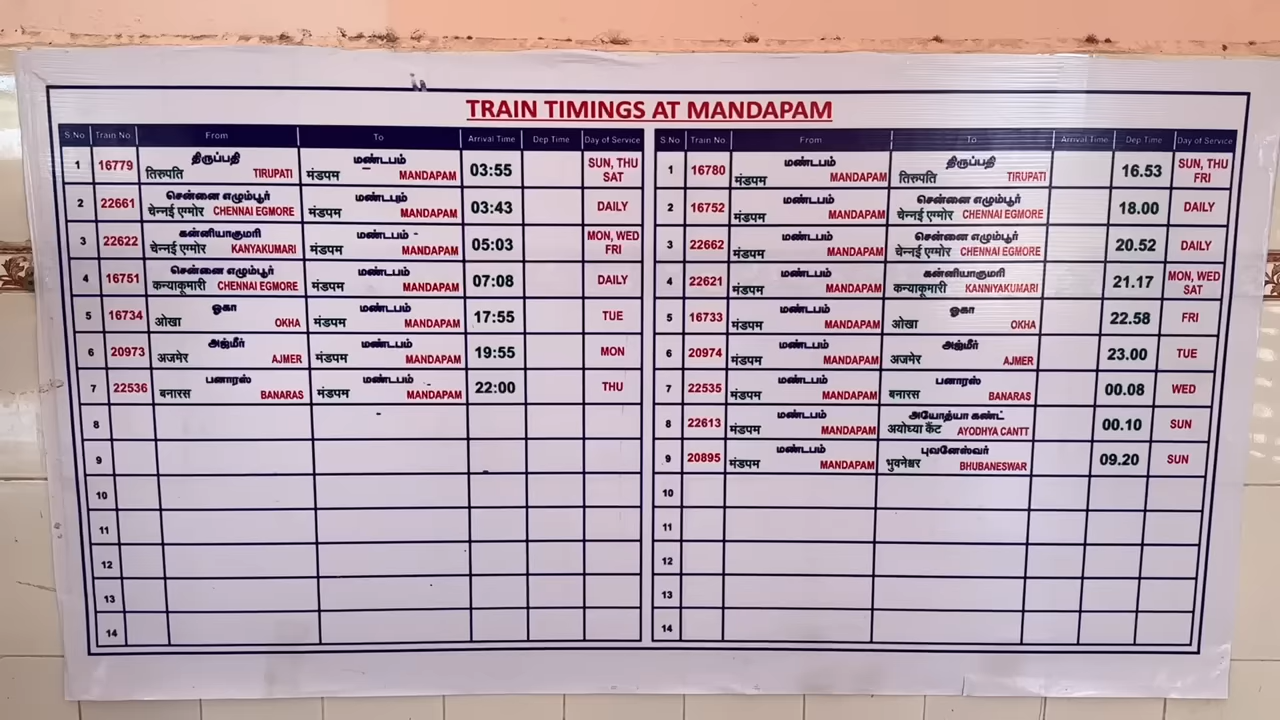 TRAIN TIMINGS AT MANDAPAM
S.No Train No. From To Arrival Time Dep Time Day of Service
1 16779 திருப்பதி तिरुपति TIRUPATI மண்டபம் मंडपम MANDAPAM 03:55 SUN, THU SAT
2 22661 சென்னை எழும்பூர் चेन्नई एग्मोर CHENNAI EGMORE மண்டபம் मंडपम MANDAPAM 03:43 DAILY
3 22622 கன்னியாகுமரி चेन्नई एग्मोर KANYAKUMARI மண்டபம் मंडपम MANDAPAM 05:03 MON, WED FRI
4 16751 சென்னை எழும்பூர் कन्याकूमारी CHENNAI EGMORE மண்டபம் मंडपम MANDAPAM 07:08 DAILY
5 16734 ஓகா ओखा OKHA மண்டபம் मंडपम MANDAPAM 17:55 TUE
6 20973 அஜ்மீர் अजमेर AJMER மண்டபம் मंडपम MANDAPAM 19:55 MON
7 22536 பனாரஸ் बनारस BANARAS மண்டபம் मंडपम MANDAPAM 22:00 THU
8
9
10
11
12
13
14
S.No Train No From To Arrival Time Dep Time Day of Service
1 16780 மண்டபம் मंडपम MANDAPAM திருப்பதி तिरुपति TIRUPATI 16.53 SUN, THU FRI
2 16752 மண்டபம் मंडपम MANDAPAM சென்னை எழும்பூர் चेन्नई एग्मोर CHENNAI EGMORE 18.00 DAILY
3 22662 மண்டபம் मंडपम MANDAPAM சென்னை எழும்பூர் चेन्नई एग्मोर CHENNAI EGMORE 20.52 DAILY
4 22621 மண்டபம் मंडपम MANDAPAM கன்னியாகுமரி कन्याकूमारी KANNIYAKUMARI 21.17 MON, WED SAT
5 16733 மண்டபம் मंडपम MANDAPAM ஓகா ओखा OKHA 22.58 FRI
6 20974 மண்டபம் मंडपम MANDAPAM அஜ்மீர் अजमेर AJMER 23.00 TUE
7 22535 மண்டபம் मंडपम MANDAPAM பனாரஸ் बनारस BANARAS 00.08 WED
8 22613 மண்டபம் मंडपम MANDAPAM அயோத்யா கண்ட் अयोध्या कैंट AYODHYA CANTT 00.10 SUN
9 20895 மண்டபம் मंडपम MANDAPAM புவனேஸ்வர் भुवनेश्वर BHUBANESWAR 09.20 SUN
10
11
12
13
14